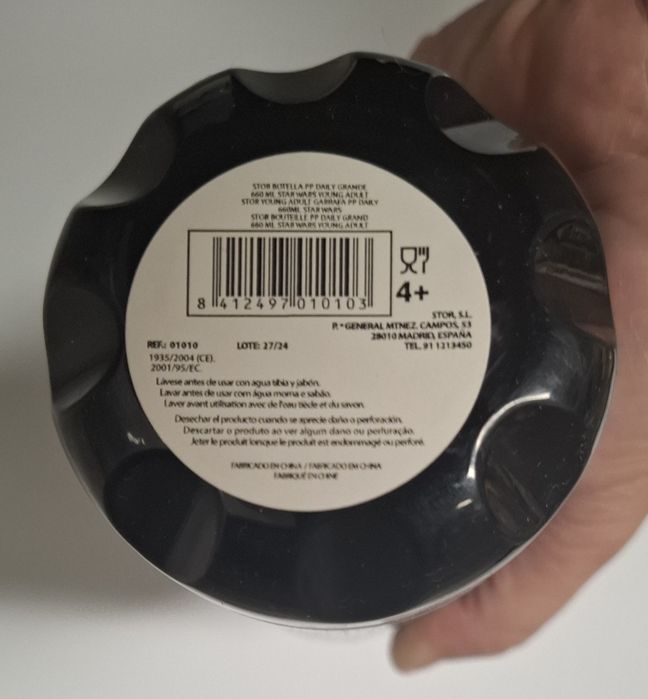 STOR BOTELLA PP DAILY GRANDE
660 ML STAR WARS YOUNG ADULT
STOR YOUNG ADULT GARRAFA PP DAILY
660ML STAR WARS
STOR BOUTEILLE PP DAILY GRAND
660 ML STAR WARS YOUNG ADULT
8 412497 010103
4+
STOR, S.L.
P.º GENERAL MTNEZ. CAMPOS, 53
28010 MADRID, ESPAÑA
TEL. 91 1213450
REF.: 01010 LOTE: 27/24
1935/2004 (CE).
2001/95/EC.
Lávese antes de usar con agua tibia y jabón.
Lavar antes de usar com água morna e sabão.
Laver avant utilisation avec de l'eau tiède et du savon.
Desechar el producto cuando se aprecie daño o perforación.
Descartar o produto ao ver algum dano ou perfuração.
Jeter le produit lorsque le produit est endommagé ou perforé.
FABRICADO EN CHINA / FABRICADO EM CHINA
FABRIQUÉ EN CHINE